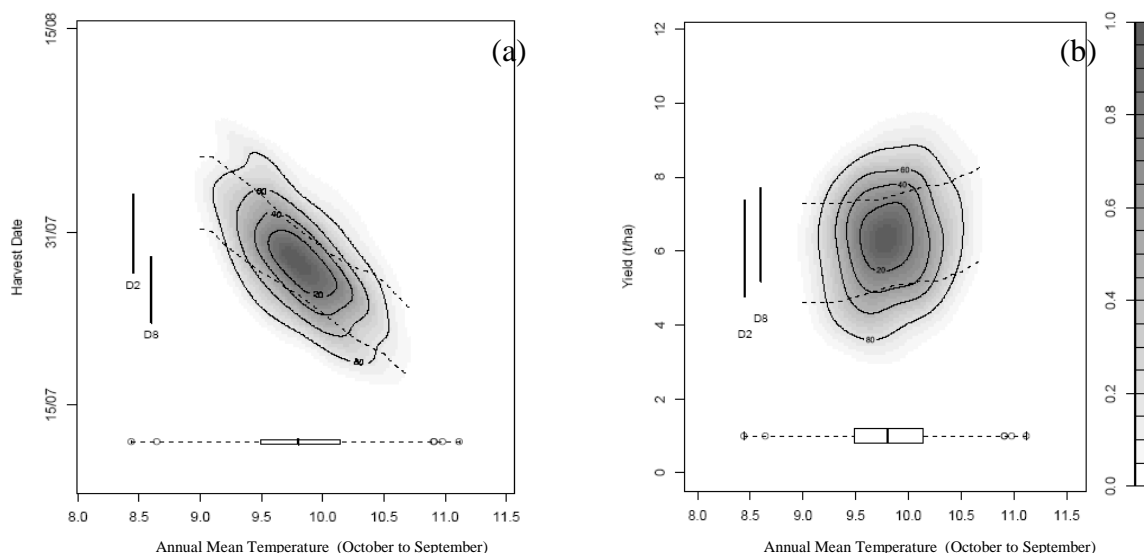 (a)
15/08
31/07
15/07
Harvest Date
D2
D8
60
40
20
80
8.0 8.5 9.0 9.5 10.0 10.5 11.0 11.5
Annual Mean Temperature (October to September)
(b)
12
10
8
6
4
2
0
Yield (t/ha)
D2
D8
60
40
20
80
8.0 8.5 9.0 9.5 10.0 10.5 11.0 11.5
Annual Mean Temperature (October to September)
1.0
0.8
0.6
0.4
0.2
0.0